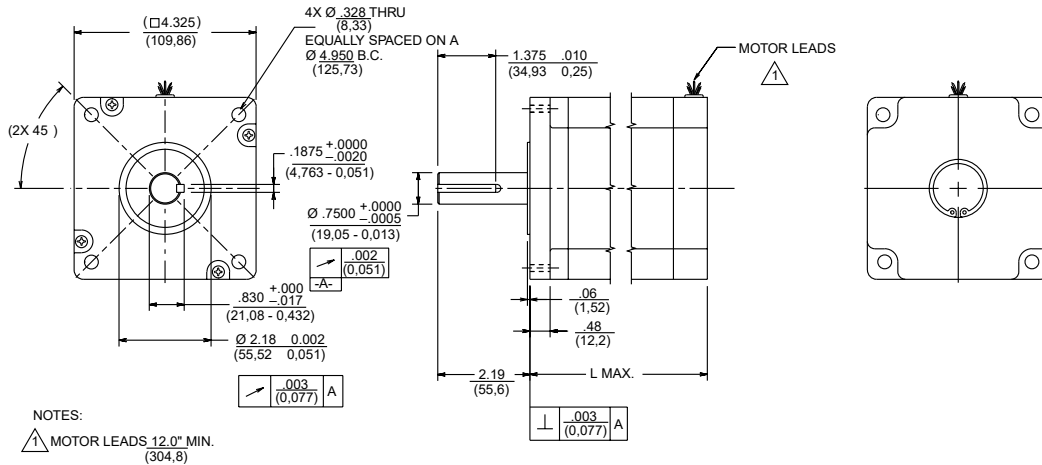 (□4.325)
(109,86)
4X Ø .328 THRU
(8,33)
EQUALLY SPACED ON A
Ø 4.950 B.C.
(125,73)
(2X 45 )
.1875 +.0000
–.0020
(4,763 - 0,051)
.830 +.000
–.017
(21,08 - 0,432)
Ø 2.18 0.002
(55,52 0,051)
.003
(0,077) A
1.375 .010
(34,93 0,25)
Ø .7500 +.0000
–.0005
(19,05 - 0,013)
.002
(0,051)
-A-
MOTOR LEADS
1
.06
(1,52)
.48
(12,2)
2.19
(55,6)
L MAX.
⊥ .003
(0,077) A
NOTES:
1 MOTOR LEADS 12.0" MIN.
(304,8)